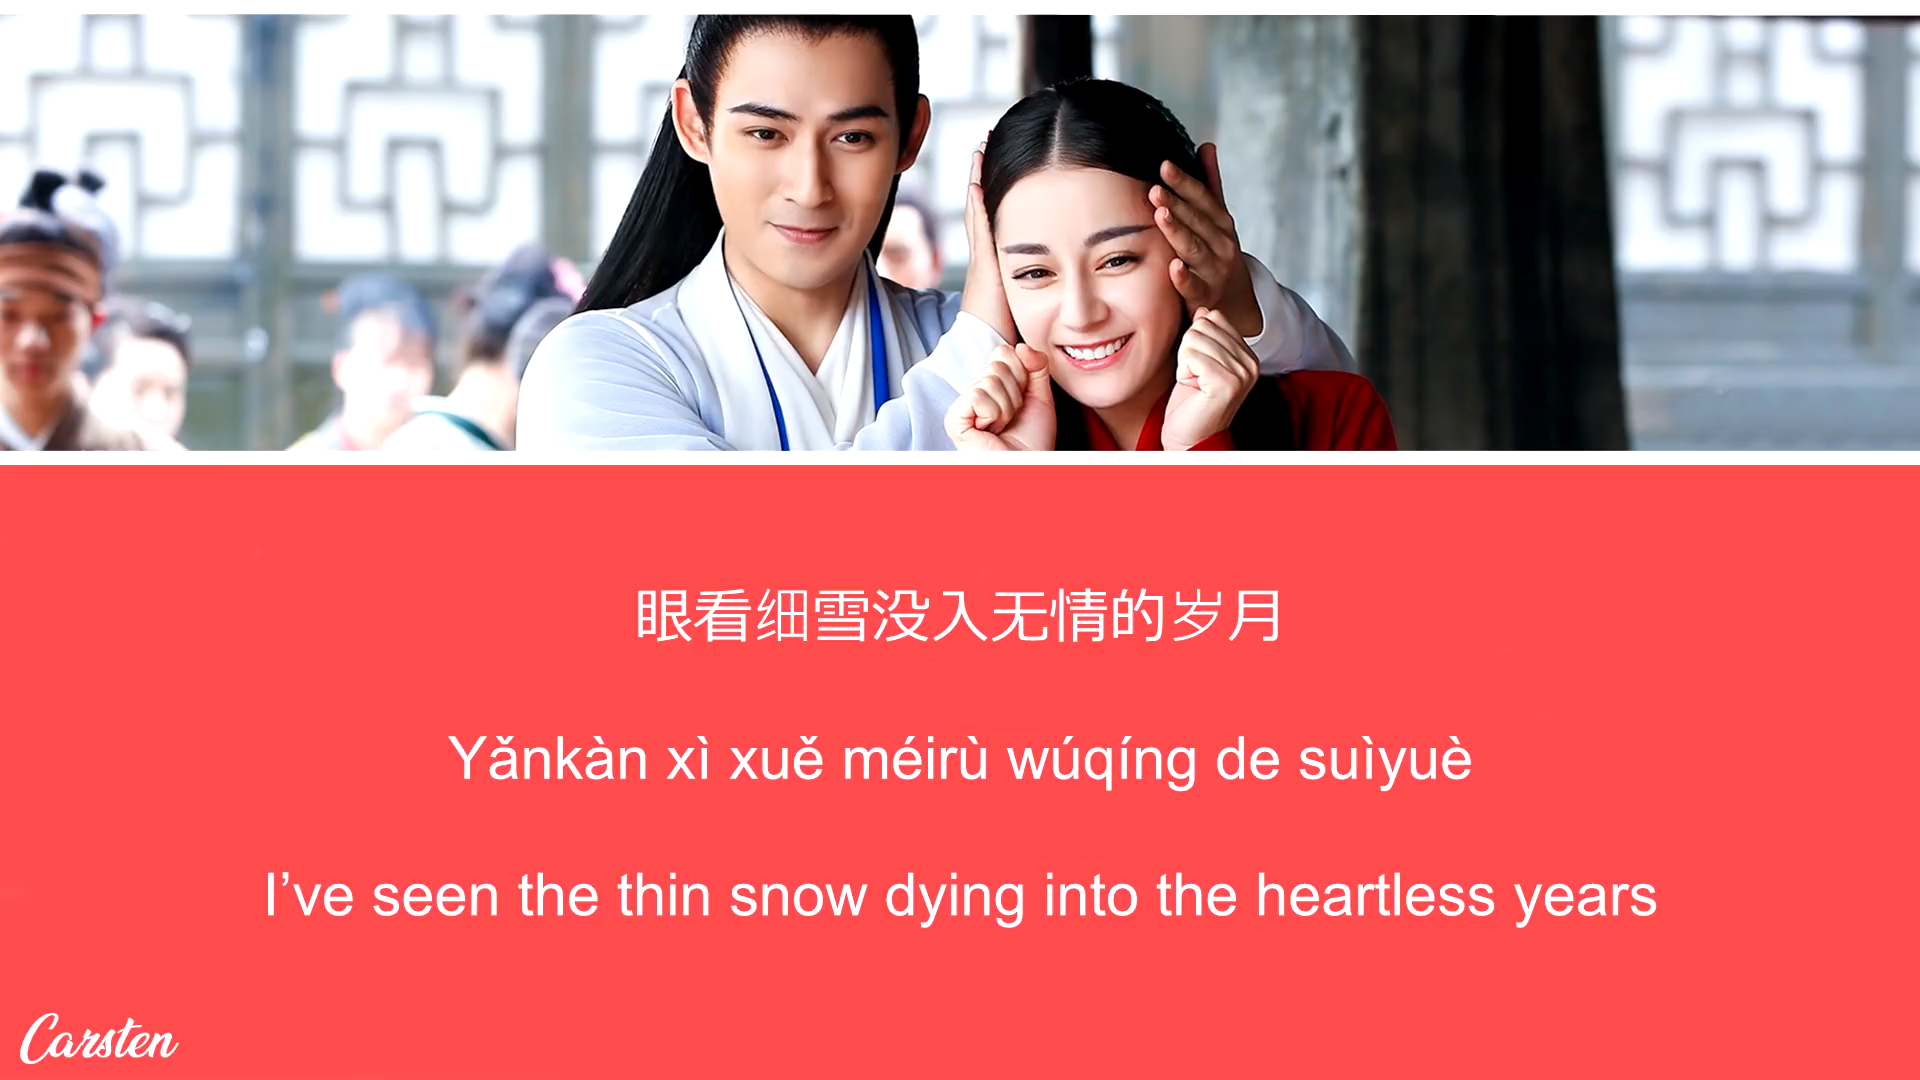 眼看细雪没入无情的岁月
Yǎnkàn xì xuě méirù wúqíng de suìyuè
I’ve seen the thin snow dying into the heartless years
Carsten